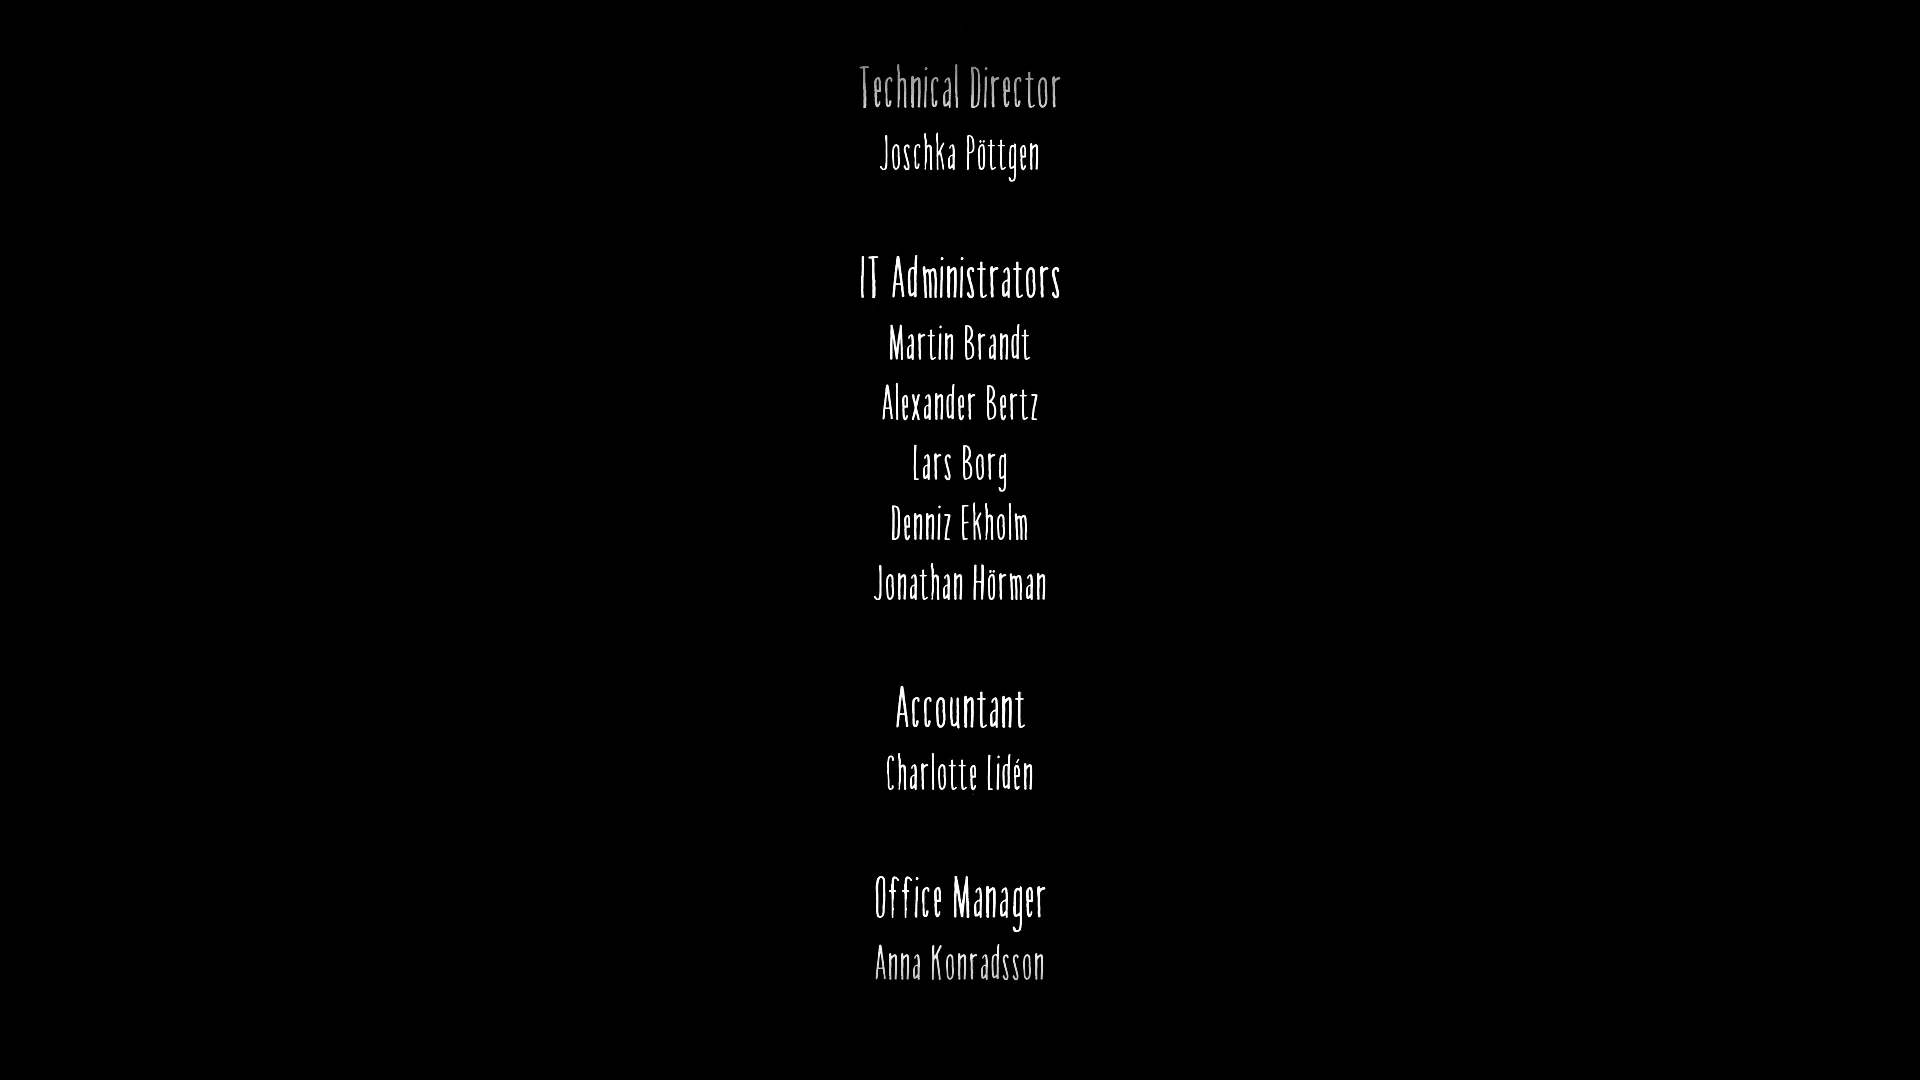 Technical Director
Joschka Pöttgen
IT Administrators
Martin Brandt
Alexander Bertz
Lars Borg
Denniz Ekholm
Jonathan Hörman
Accountant
Charlotte Lidén
Office Manager
Anna Konradsson